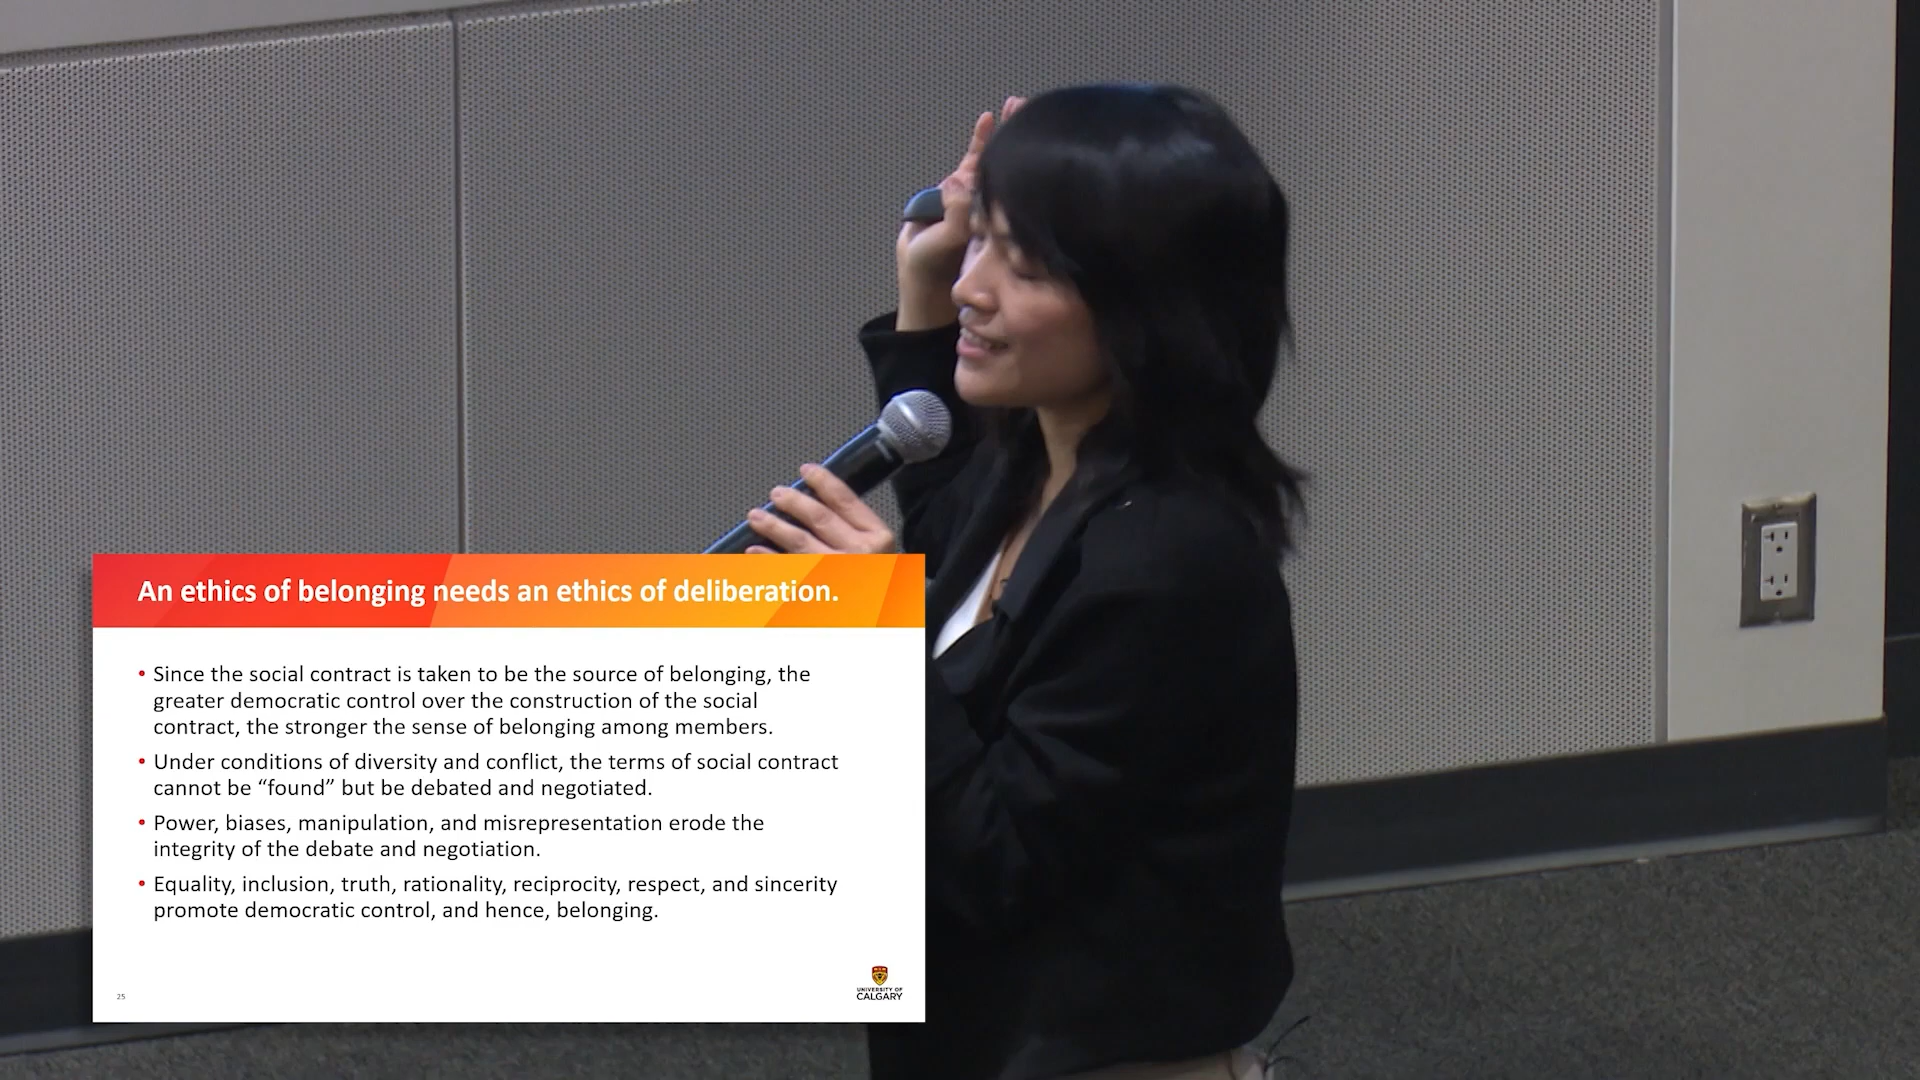 An ethics of belonging needs an ethics of deliberation.
• Since the social contract is taken to be the source of belonging, the
greater democratic control over the construction of the social
contract, the stronger the sense of belonging among members.
• Under conditions of diversity and conflict, the terms of social contract
cannot be “found” but be debated and negotiated.
• Power, biases, manipulation, and misrepresentation erode the
integrity of the debate and negotiation.
• Equality, inclusion, truth, rationality, reciprocity, respect, and sincerity
promote democratic control, and hence, belonging.
25
UNIVERSITY OF
CALGARY